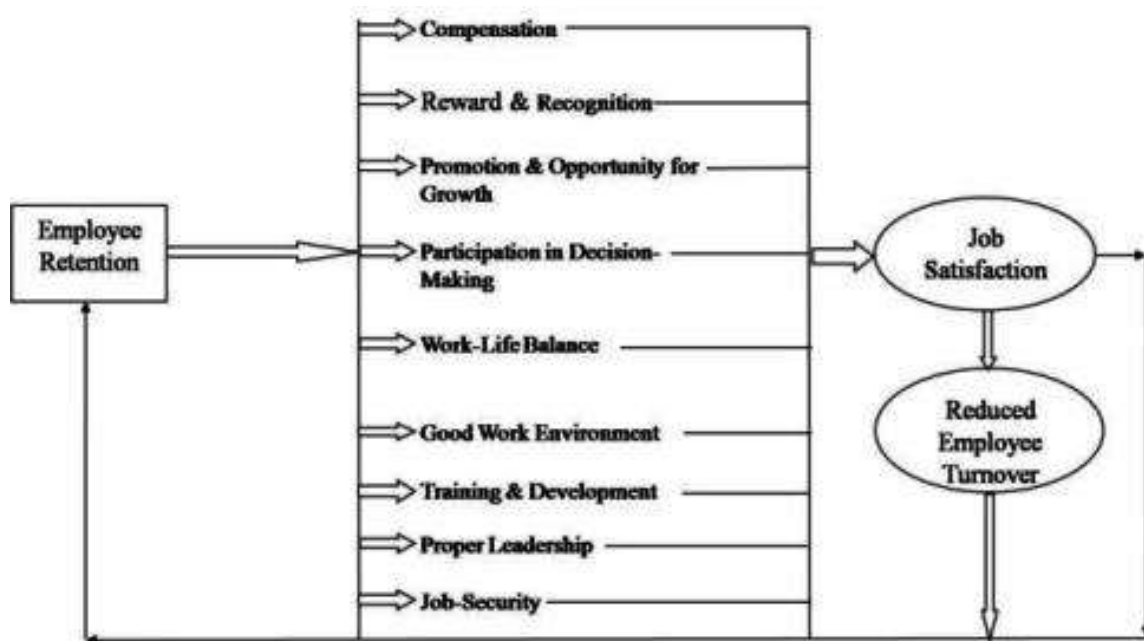 Compensation
Reward & Recognition
Promotion & Opportunity for
Growth
Employee
Retention
Participation in Decision-
Making
Job
Satisfaction
Work-Life Balance
Reduced
Employee
Turnover
Good Work Environment
Training & Development
Proper Leadership
Job-Security